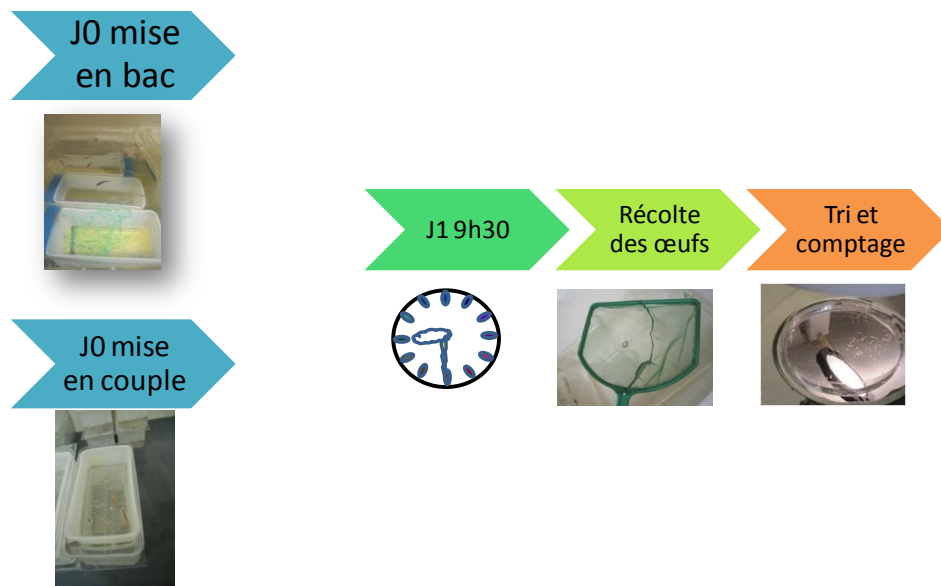 J0 mise
en bac
J1 9h30
Récolte
des œufs
Tri et
comptage
J0 mise
en couple